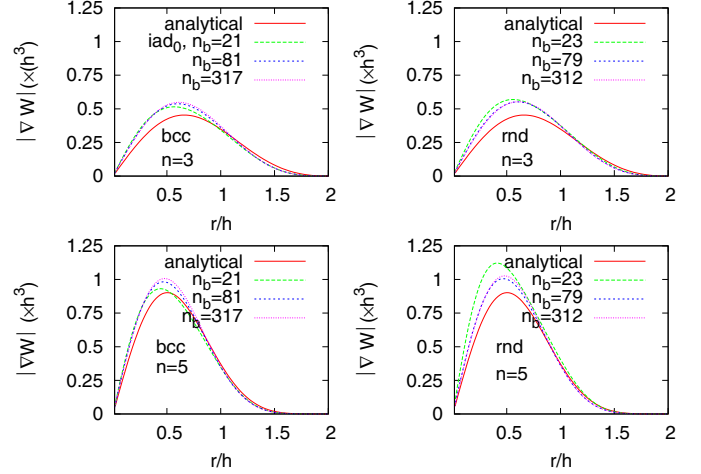 | ∇ W| (×(h³)
1.25
1
0.75
0.5
0.25
0
analytical
iad₀, n_b=21
n_b=81
n_b=317
bcc
n=3
0.5 1 1.5 2
r/h
| ∇ W| (×h³)
1.25
1
0.75
0.5
0.25
0
analytical
n_b=23
n_b=79
n_b=312
rnd
n=3
0.5 1 1.5 2
r/h
| ∇W| (×h³)
1.25
1
0.75
0.5
0.25
0
analytical
n_b=21
n_b=81
n_b=317
bcc
n=5
0.5 1 1.5 2
r/h
| ∇ W| (×h³)
1.25
1
0.75
0.5
0.25
0
analytical
n_b=23
n_b=79
n_b=312
rnd
n=5
0.5 1 1.5 2
r/h